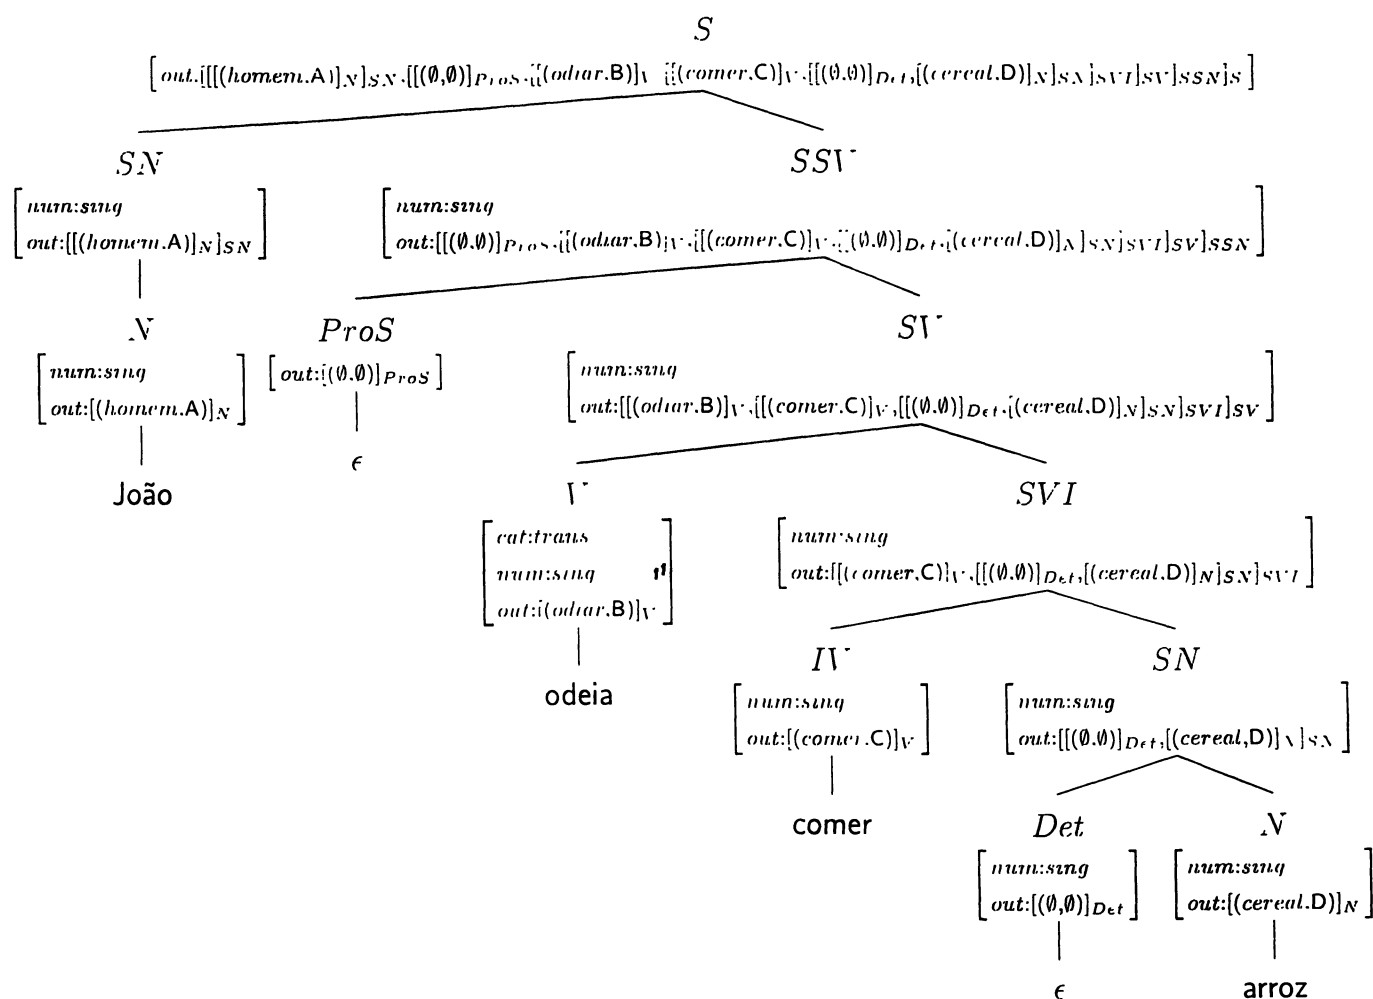 S
[out:[[[(homem.A)]N]SN.[[(∅,∅)]ProS.[[(odiar.B)]V.[[(comer.C)]V.[[(∅.∅)]Det,[(cereal.D)]N]SN]SVI]SV]SSN]S]
SN SSV
num:sing num:sing
out:[[(homem.A)]N]SN out:[[(∅.∅)]ProS.[[(odiar.B)]V.[[(comer.C)]V.[[(∅.∅)]Det.[(cereal.D)]N]SN]SVI]SV]SSN
N ProS SV
num:sing [out:[(∅.∅)]ProS] num:sing
out:[(homem.A)]N out:[[(odiar.B)]V,[[(comer.C)]V,[[(∅.∅)]Det.[(cereal.D)]N]SN]SVI]SV
ϵ
João V SVI
cat:trans num:sing
num:sing out:[[(comer.C)]V.[[(∅.∅)]Det,[(cereal.D)]N]SN]SVI
out:[(odiar.B)]V
IV SN
odeia num:sing num:sing
out:[(comer.C)]V out:[[(∅.∅)]Det,[(cereal,D)]N]SN
comer Det N
num:sing num:sing
out:[(∅,∅)]Det out:[(cereal.D)]N
ϵ arroz